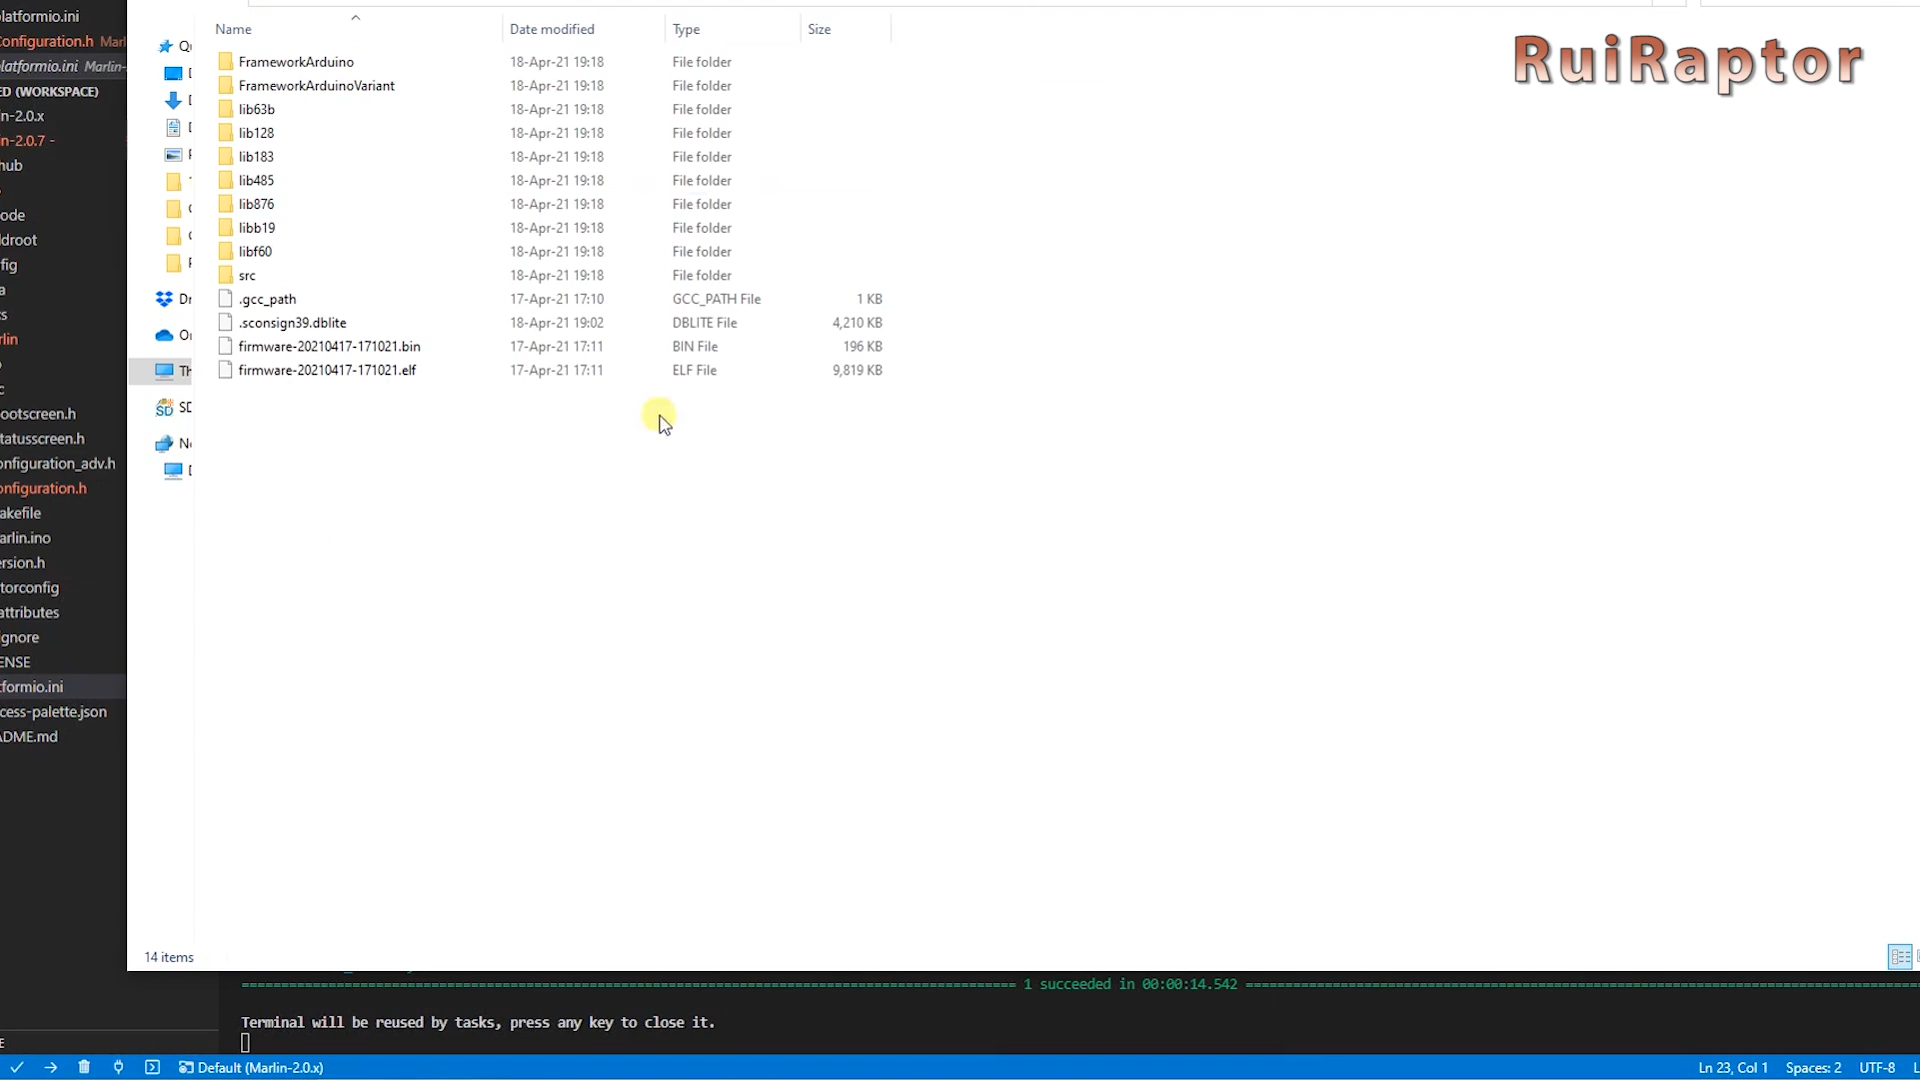 latformio.ini
onfiguration.h Marl
latformio.ini Marlin-
ED (WORKSPACE)
n-2.0.x
n-2.0.7 -
hub
ode
ldroot
fig
a
cs
rlin
c
ootscreen.h
tatusscreen.h
onfiguration_adv.h
onfiguration.h
akefile
arlin.ino
ersion.h
torconfig
attributes
gnore
ENSE
formio.ini
cess-palette.json
ADME.md
E
Qu
Dr
On
Th
SD
Ne
Name Date modified Type Size
FrameworkArduino 18-Apr-21 19:18 File folder
FrameworkArduinoVariant 18-Apr-21 19:18 File folder
lib63b 18-Apr-21 19:18 File folder
lib128 18-Apr-21 19:18 File folder
lib183 18-Apr-21 19:18 File folder
lib485 18-Apr-21 19:18 File folder
lib876 18-Apr-21 19:18 File folder
libb19 18-Apr-21 19:18 File folder
libf60 18-Apr-21 19:18 File folder
src 18-Apr-21 19:18 File folder
.gcc_path 17-Apr-21 17:10 GCC_PATH File 1 KB
.sconsign39.dblite 18-Apr-21 19:02 DBLITE File 4,210 KB
firmware-20210417-171021.bin 17-Apr-21 17:11 BIN File 196 KB
firmware-20210417-171021.elf 17-Apr-21 17:11 ELF File 9,819 KB
RuiRaptor
14 items
1 succeeded in 00:00:14.542
Terminal will be reused by tasks, press any key to close it.
Default (Marlin-2.0.x) Ln 23, Col 1 Spaces: 2 UTF-8